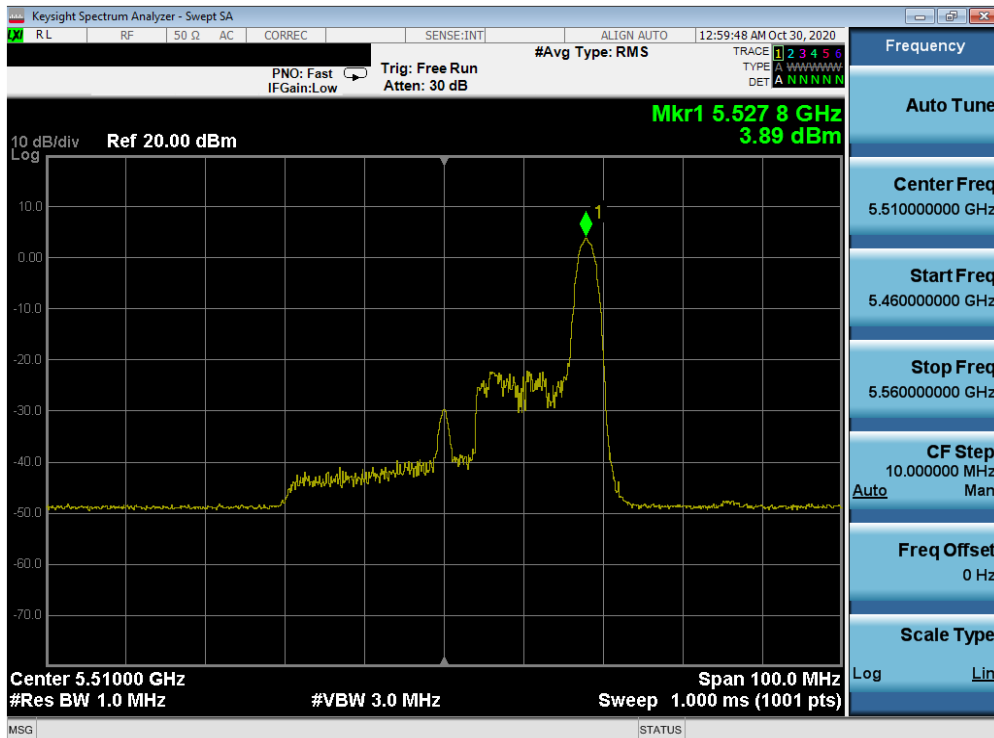 Keysight Spectrum Analyzer - Swept SA
LXI RL RF 50 Ω AC CORREC SENSE:INT ALIGN AUTO 12:59:48 AM Oct 30, 2020
#Avg Type: RMS
TRACE 1 2 3 4 5 6
TYPE A WWWWW
DET A N N N N N
PNO: Fast
IFGain:Low
Trig: Free Run
Atten: 30 dB
Mkr1 5.527 8 GHz
3.89 dBm
10 dB/div
Log
Ref 20.00 dBm
1
10.0
0.00
-10.0
-20.0
-30.0
-40.0
-50.0
-60.0
-70.0
Center 5.51000 GHz
Span 100.0 MHz
#Res BW 1.0 MHz
#VBW 3.0 MHz
Sweep 1.000 ms (1001 pts)
MSG
STATUS
Frequency
Auto Tune
Center Freq
5.510000000 GHz
Start Freq
5.460000000 GHz
Stop Freq
5.560000000 GHz
CF Step
10.000000 MHz
Auto Man
Freq Offset
0 Hz
Scale Type
Log Lin